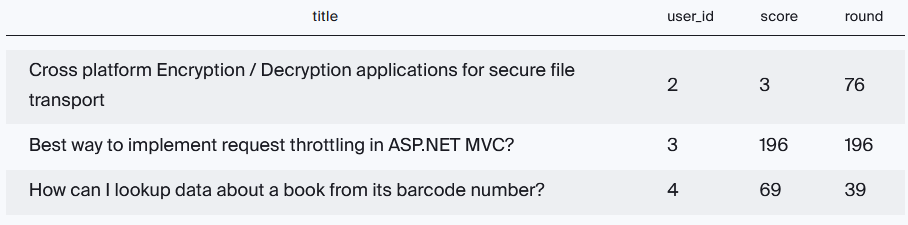 title user_id score round
Cross platform Encryption / Decryption applications for secure file
transport 2 3 76
Best way to implement request throttling in ASP.NET MVC? 3 196 196
How can I lookup data about a book from its barcode number? 4 69 39